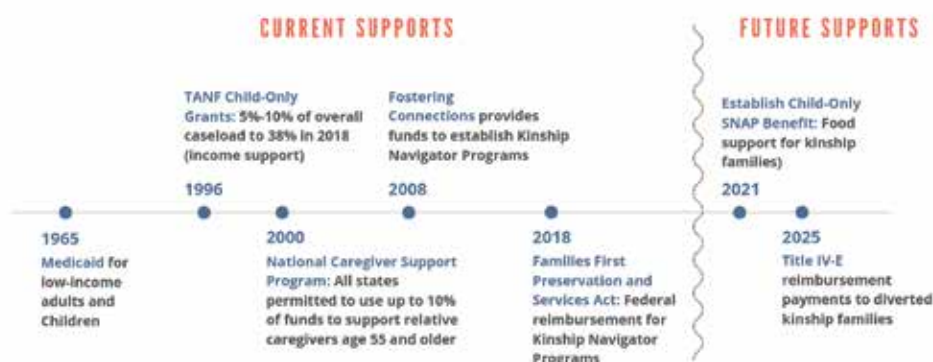 CURRENT SUPPORTS
FUTURE SUPPORTS
TANF Child-Only
Grants: 5%-10% of overall
caseload to 38% in 2018
(income support)
1996
Fostering
Connections provides
funds to establish Kinship
Navigator Programs
2008
Establish Child-Only
SNAP Benefit: Food
support for kinship
families)
2021
1965
Medicaid for
low-income
adults and
Children
2000
National Caregiver Support
Program: All states
permitted to use up to 10%
of funds to support relative
caregivers age 55 and older
2018
Families First
Preservation and
Services Act: Federal
reimbursement for
Kinship Navigator
Programs
2025
Title IV-E
reimbursement
payments to diverted
kinship families